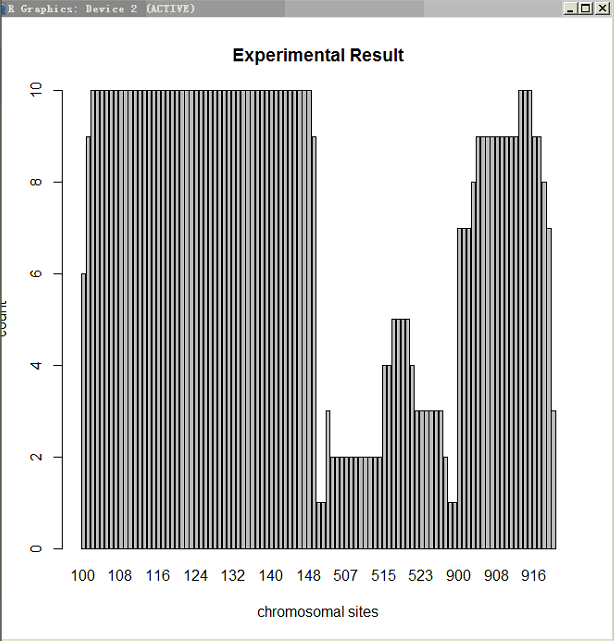 R Graphics: Device 2 (ACTIVE)
Experimental Result
10
8
6
4
2
0
count
100 108 116 124 132 140 148 507 515 523 900 908 916
chromosomal sites